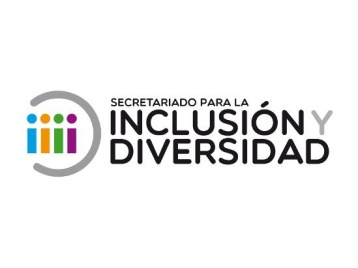 SECRETARIADO PARA LA
INCLUSIÓN Y
DIVERSIDAD